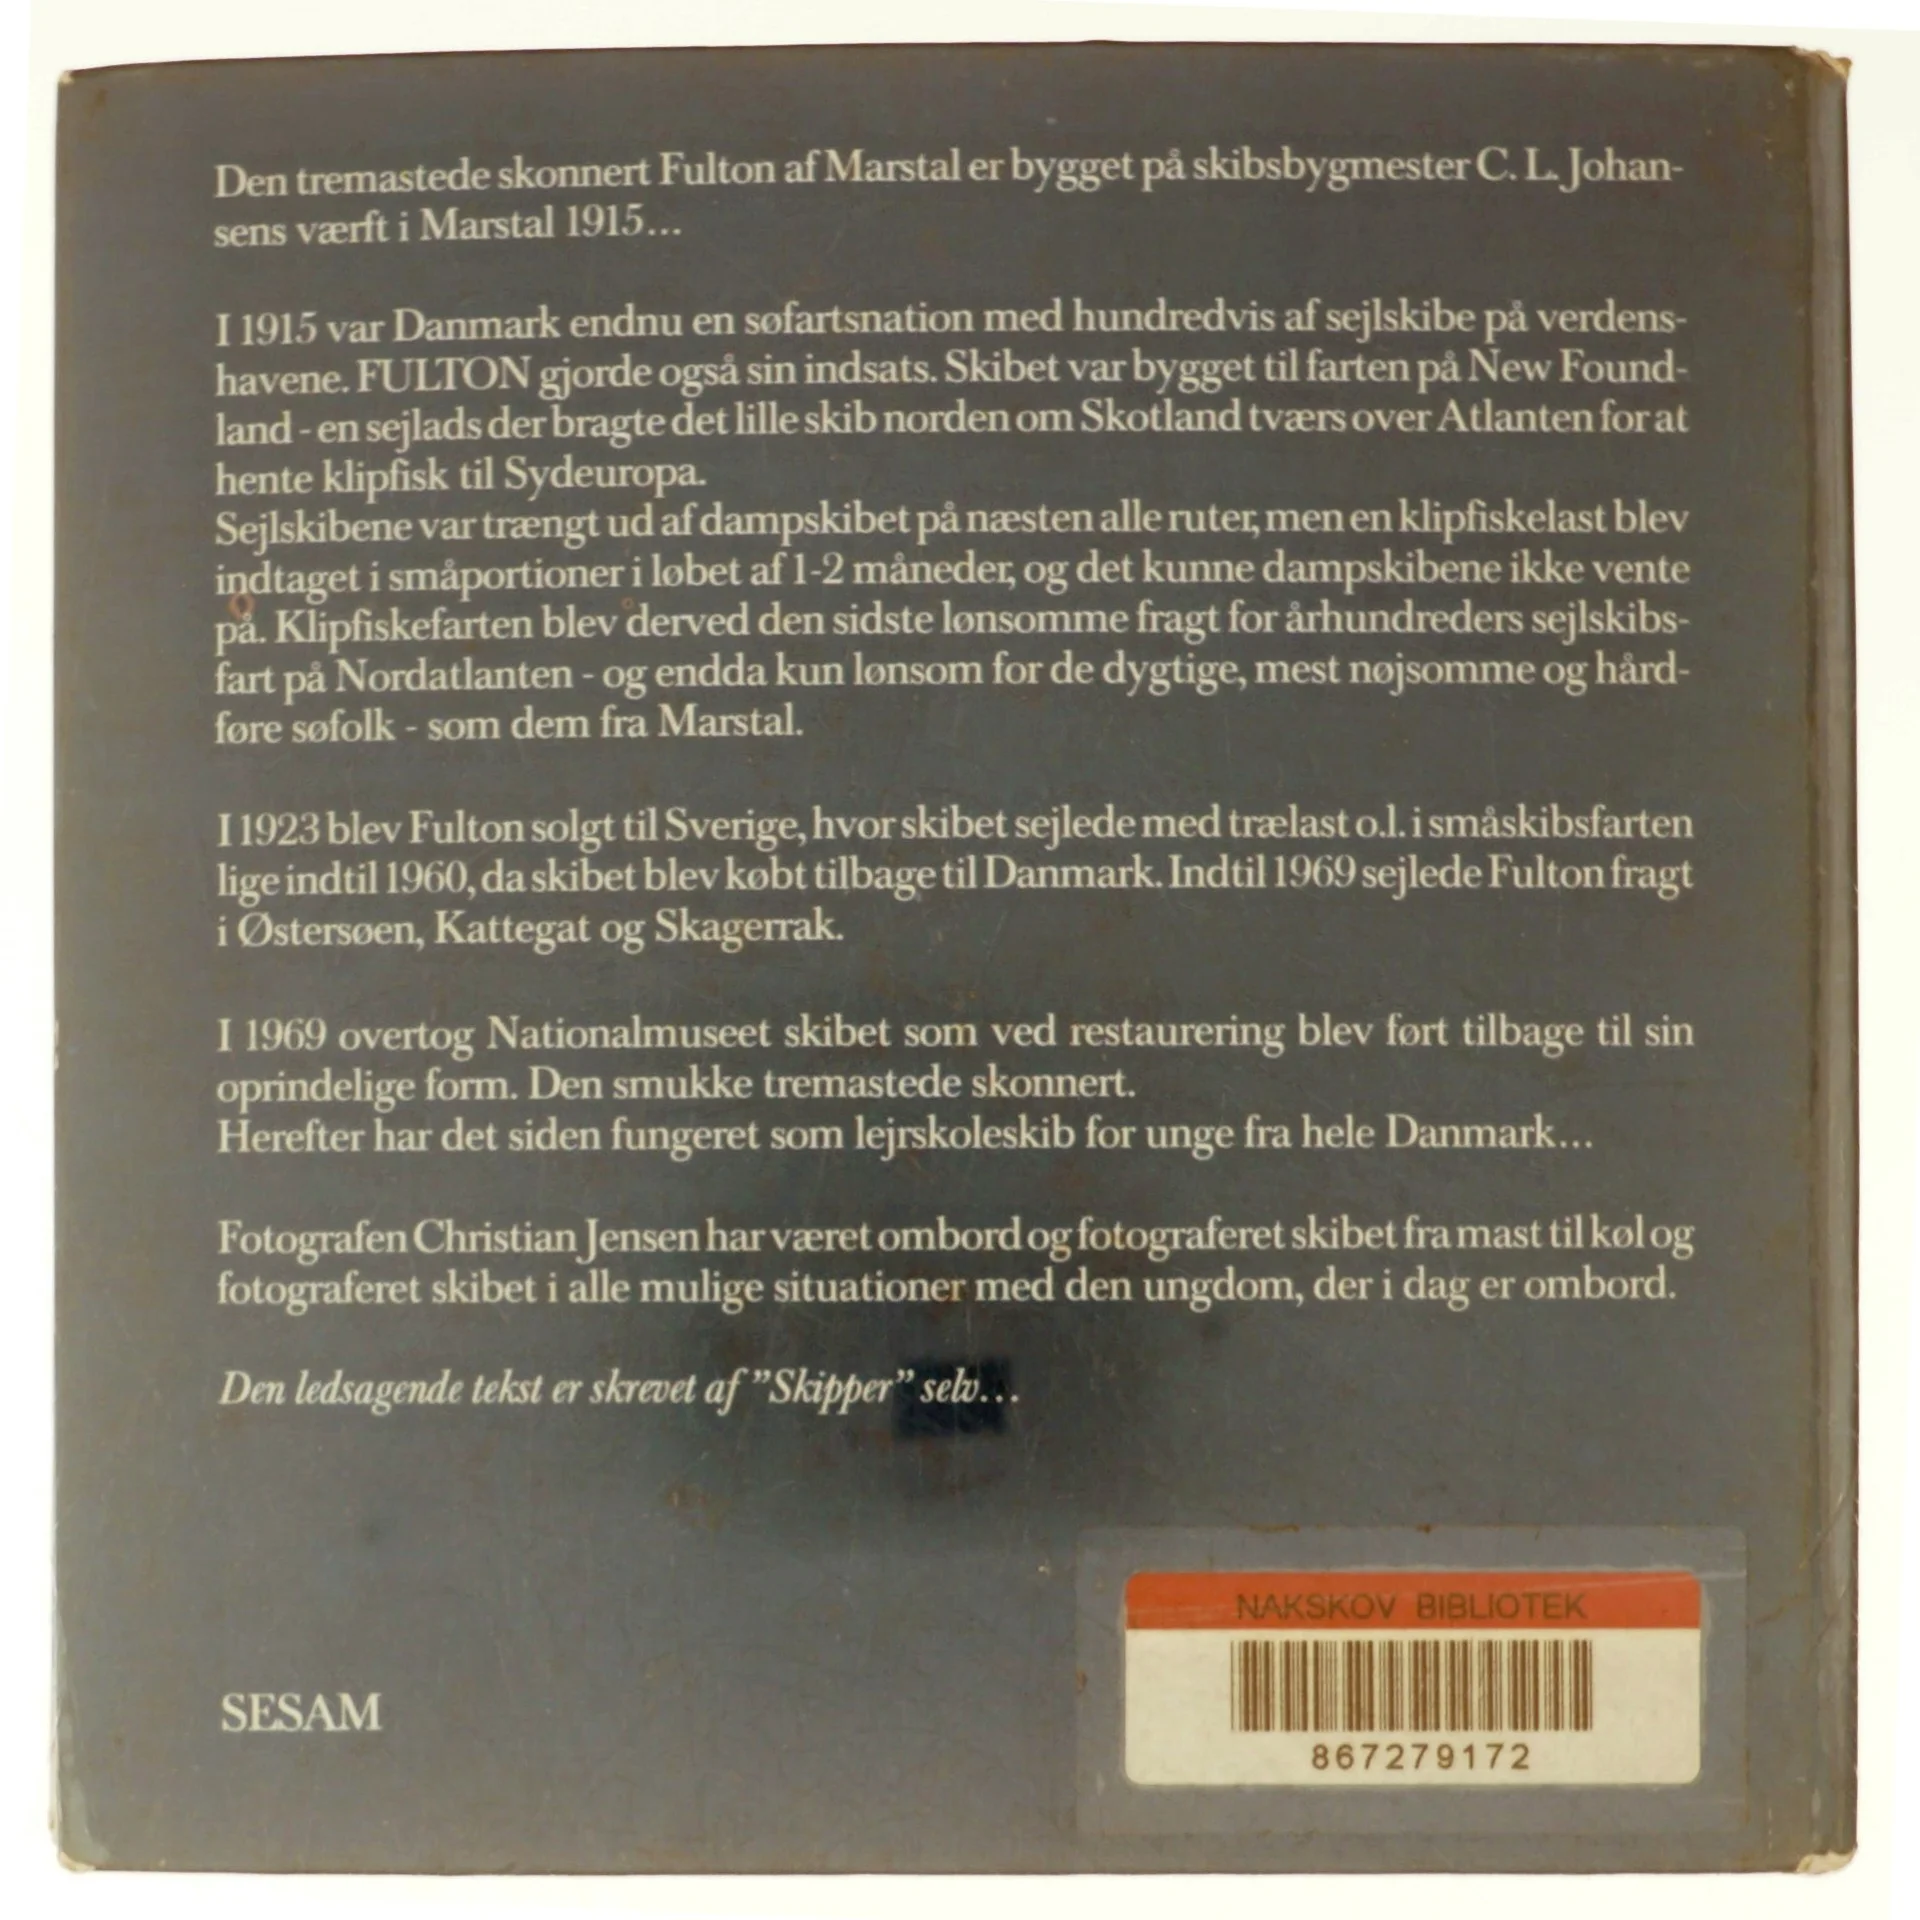 Den tremastede skonnert Fulton af Marstal er bygget på skibsbygmester C. L. Johan-
sens værft i Marstal 1915...
I 1915 var Danmark endnu en søfartsnation med hundredvis af sejlskibe på verdens-
havene. FULTON gjorde også sin indsats. Skibet var bygget til farten på New Found-
land - en sejlads der bragte det lille skib norden om Skotland tværs over Atlanten for at
hente klipfisk til Sydeuropa.
Sejlskibene var trængt ud af dampskibet på næsten alle ruter, men en klipfiskelast blev
indtaget i småportioner i løbet af 1-2 måneder, og det kunne dampskibene ikke vente
på. Klipfiskefarten blev derved den sidste lønsomme fragt for århundreders sejlskibs-
fart på Nordatlanten - og endda kun lønsom for de dygtige, mest nøjsomme og hård-
føre søfolk - som dem fra Marstal.
I 1923 blev Fulton solgt til Sverige, hvor skibet sejlede med trælast o.l. i småskibsfarten
lige indtil 1960, da skibet blev købt tilbage til Danmark. Indtil 1969 sejlede Fulton fragt
i Østersøen, Kattegat og Skagerrak.
I 1969 overtog Nationalmuseet skibet som ved restaurering blev ført tilbage til sin
oprindelige form. Den smukke tremastede skonnert.
Herefter har det siden fungeret som lejrskoleskib for unge fra hele Danmark...
Fotografen Christian Jensen har været ombord og fotograferet skibet fra mast til køl og
fotograferet skibet i alle mulige situationer med den ungdom, der i dag er ombord.
Den ledsagende tekst er skrevet af "Skipper" selv...
NAKSKOV BIBLIOTEK
867279172
SESAM